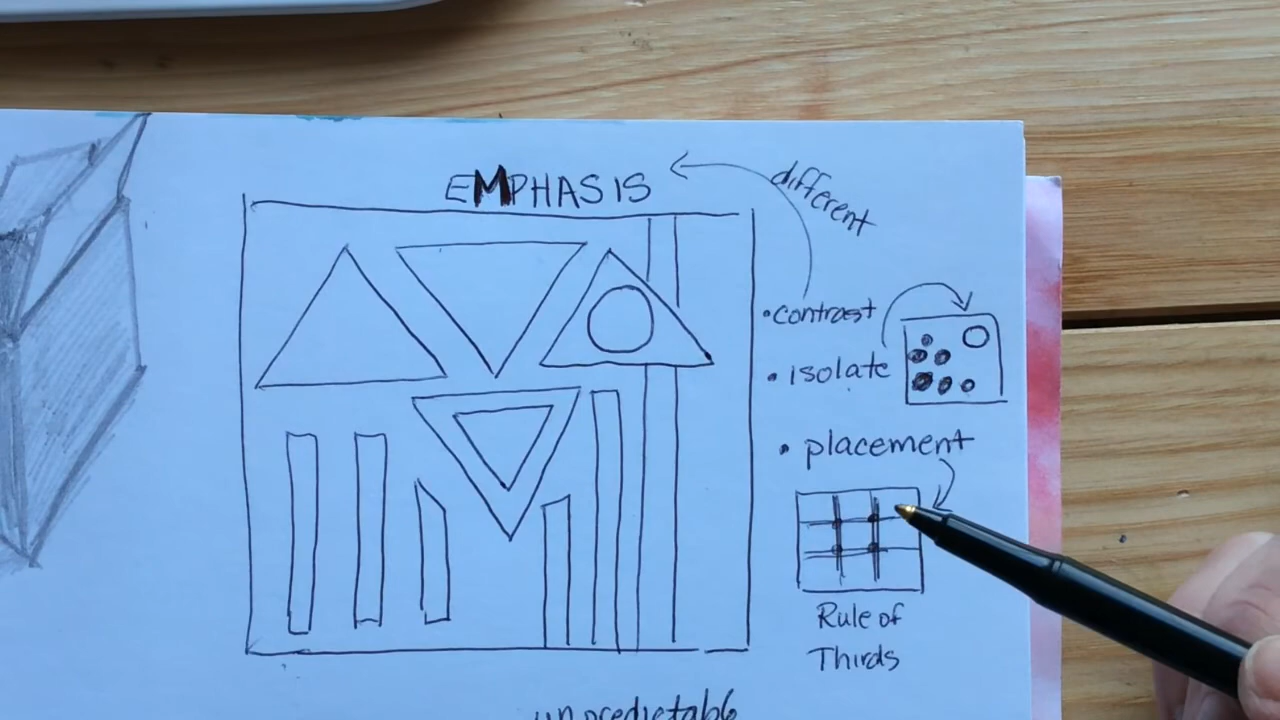 EMPHASIS
different
• contrast
• isolate
• placement
Rule of
Thirds
unpredictable